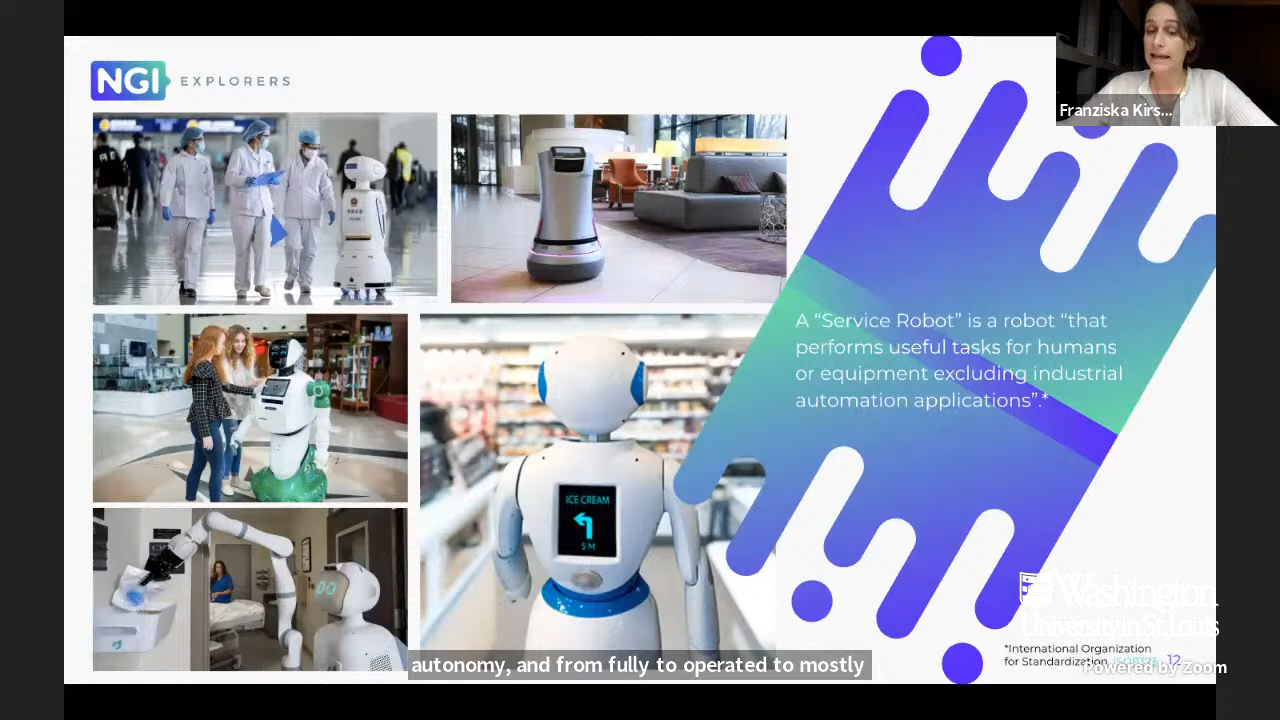 NGI EXPLORERS
Franziska Kirs...
A “Service Robot” is a robot “that
performs useful tasks for humans
or equipment excluding industrial
automation applications”.*
ICE CREAM
5 M
Washington
University in St. Louis
*International Organization
for Standardization
12
Powered by Zoom
autonomy, and from fully to operated to mostly